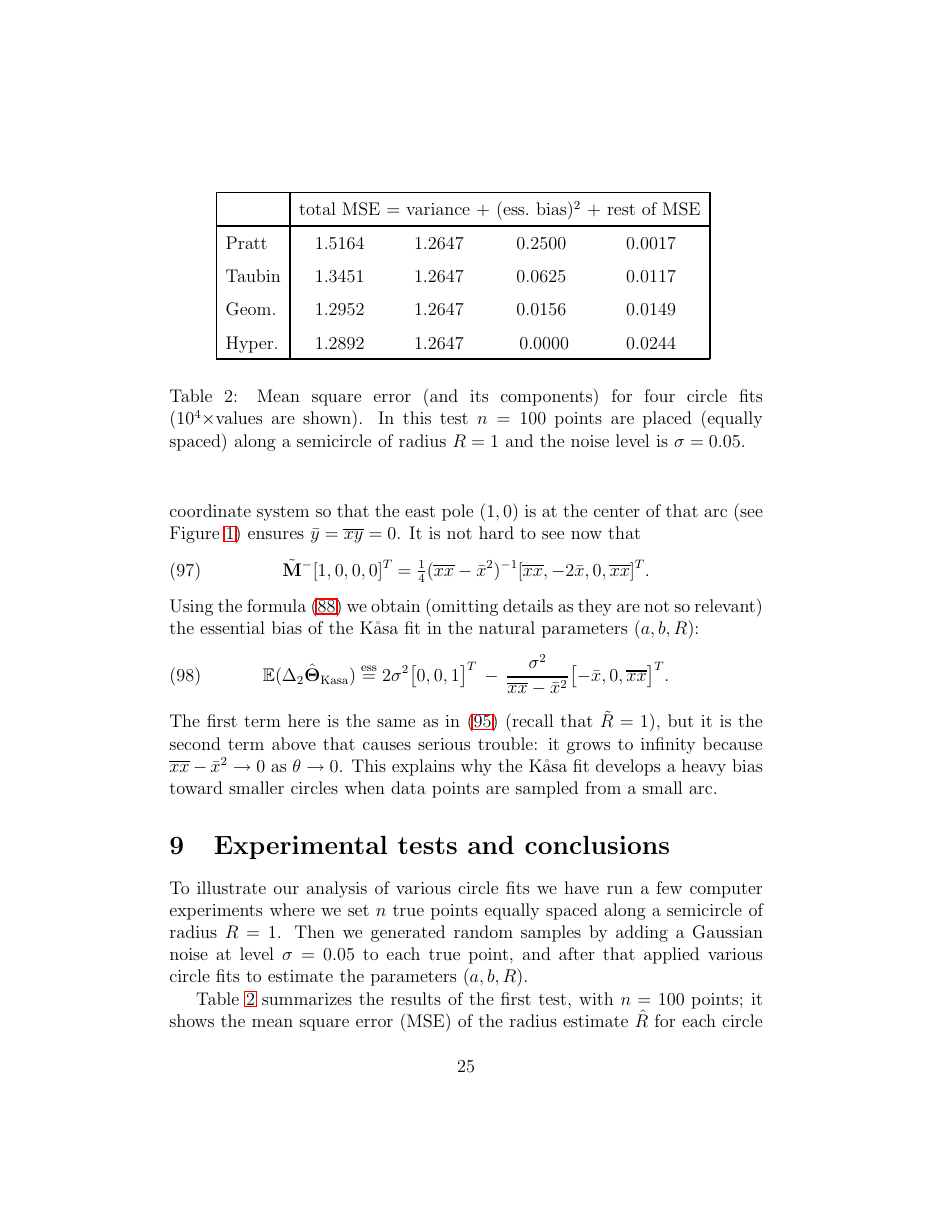 total MSE = variance + (ess. bias)² + rest of MSE
Pratt 1.5164 1.2647 0.2500 0.0017
Taubin 1.3451 1.2647 0.0625 0.0117
Geom. 1.2952 1.2647 0.0156 0.0149
Hyper. 1.2892 1.2647 0.0000 0.0244
Table 2: Mean square error (and its components) for four circle fits
(10⁴×values are shown). In this test n = 100 points are placed (equally
spaced) along a semicircle of radius R = 1 and the noise level is σ = 0.05.
coordinate system so that the east pole (1, 0) is at the center of that arc (see
Figure 1) ensures ȳ = x̅y̅ = 0. It is not hard to see now that
(97) M̃⁻[1, 0, 0, 0]ᵀ = ¼(x̅x̅ − x̄²)⁻¹[x̅x̅, −2x̄, 0, x̅x̅]ᵀ.
Using the formula (88) we obtain (omitting details as they are not so relevant)
the essential bias of the Kåsa fit in the natural parameters (a, b, R):
(98) 𝔼(Δ₂Θ̂_Kasa) ≝(ess) 2σ²[0, 0, 1]ᵀ − σ²/(x̅x̅ − x̄²) [−x̄, 0, x̅x̅]ᵀ.
The first term here is the same as in (95) (recall that R̃ = 1), but it is the
second term above that causes serious trouble: it grows to infinity because
x̅x̅ − x̄² → 0 as θ → 0. This explains why the Kåsa fit develops a heavy bias
toward smaller circles when data points are sampled from a small arc.
9 Experimental tests and conclusions
To illustrate our analysis of various circle fits we have run a few computer
experiments where we set n true points equally spaced along a semicircle of
radius R = 1. Then we generated random samples by adding a Gaussian
noise at level σ = 0.05 to each true point, and after that applied various
circle fits to estimate the parameters (a, b, R).
Table 2 summarizes the results of the first test, with n = 100 points; it
shows the mean square error (MSE) of the radius estimate R̂ for each circle
25